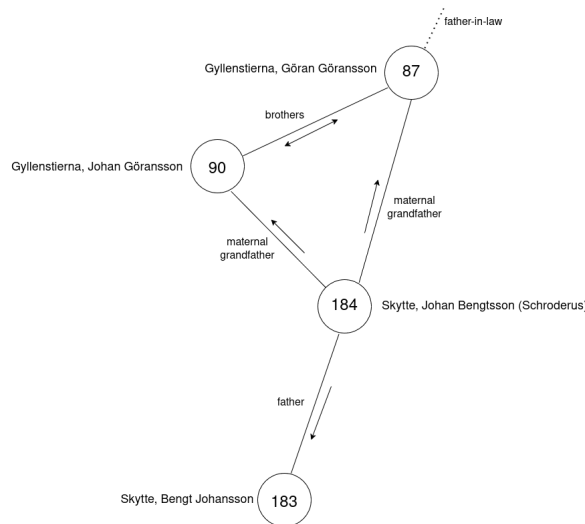 father-in-law
Gyllenstierna, Göran Göransson
87
brothers
Gyllenstierna, Johan Göransson
90
maternal
grandfather
maternal
grandfather
184
Skytte, Johan Bengtsson (Schroderus)
father
Skytte, Bengt Johansson
183